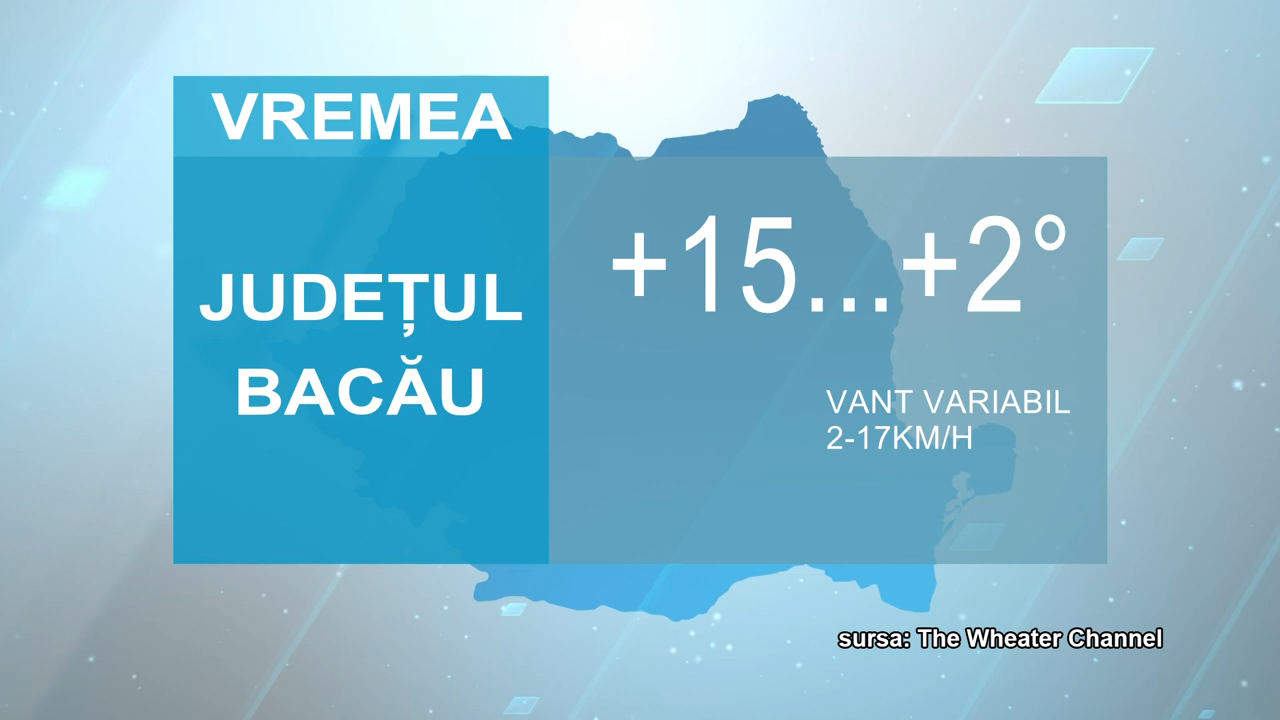 VREMEA
JUDEȚUL
BACĂU
+15...+2°
VANT VARIABIL
2-17KM/H
sursa: The Wheater Channel